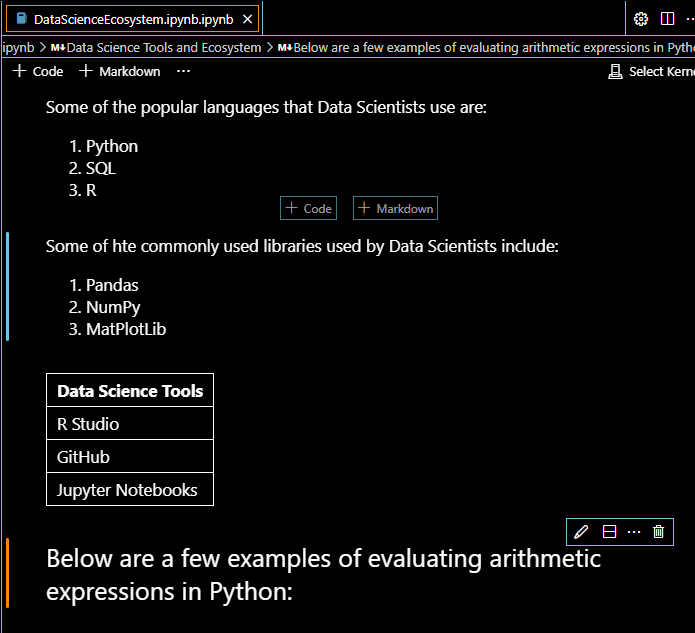 DataScienceEcosystem.ipynb.ipynb
ipynb > M↓Data Science Tools and Ecosystem > M↓Below are a few examples of evaluating arithmetic expressions in Pyth
+ Code + Markdown ··· Select Kerne
Some of the popular languages that Data Scientists use are:
1. Python
2. SQL
3. R
+ Code + Markdown
Some of hte commonly used libraries used by Data Scientists include:
1. Pandas
2. NumPy
3. MatPlotLib
Data Science Tools
R Studio
GitHub
Jupyter Notebooks
Below are a few examples of evaluating arithmetic
expressions in Python: